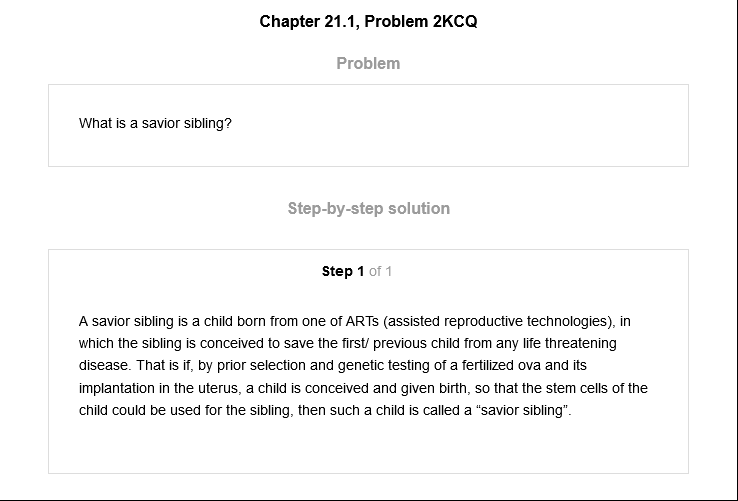 Chapter 21.1, Problem 2KCQ
Problem
What is a savior sibling?
Step-by-step solution
Step 1 of 1
A savior sibling is a child born from one of ARTs (assisted reproductive technologies), in
which the sibling is conceived to save the first/ previous child from any life threatening
disease. That is if, by prior selection and genetic testing of a fertilized ova and its
implantation in the uterus, a child is conceived and given birth, so that the stem cells of the
child could be used for the sibling, then such a child is called a “savior sibling”.